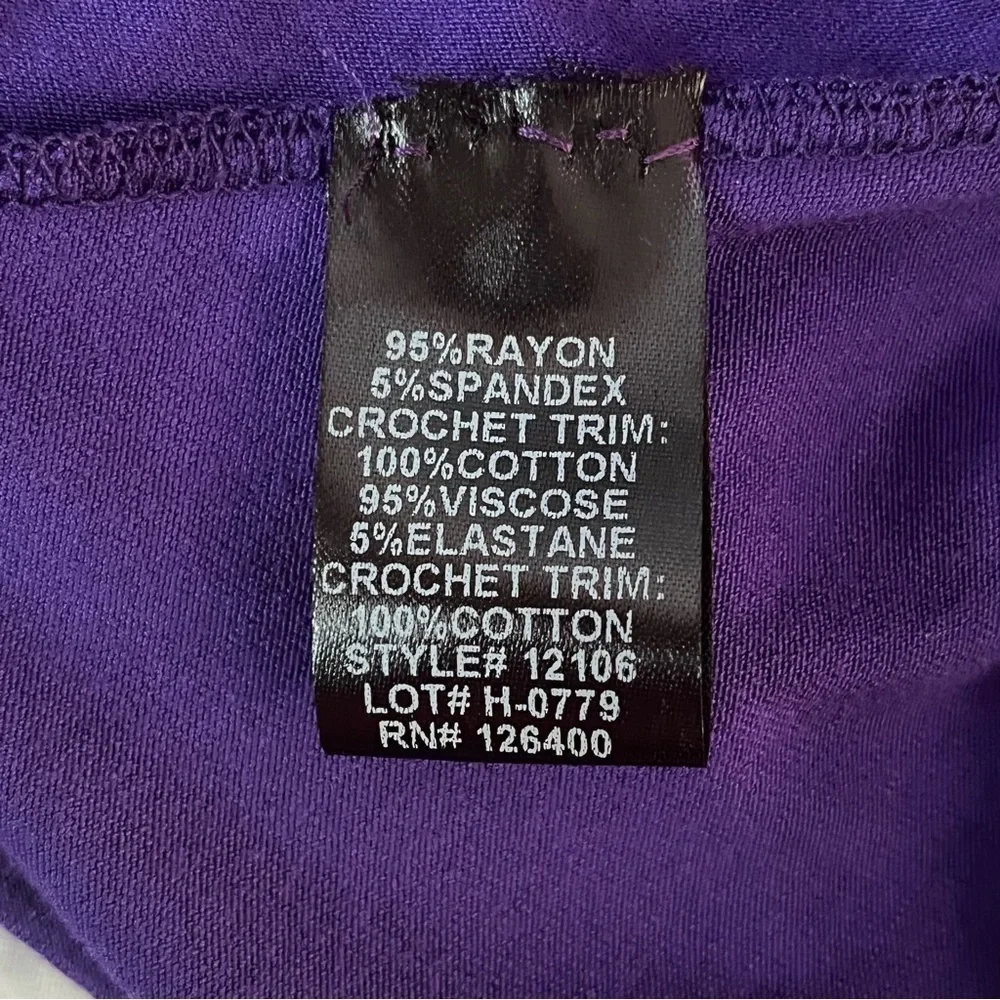 95%RAYON
5%SPANDEX
CROCHET TRIM:
100%COTTON
95%VISCOSE
5%ELASTANE
CROCHET TRIM:
100%COTTON
STYLE# 12106
LOT# H-0779
RN# 126400